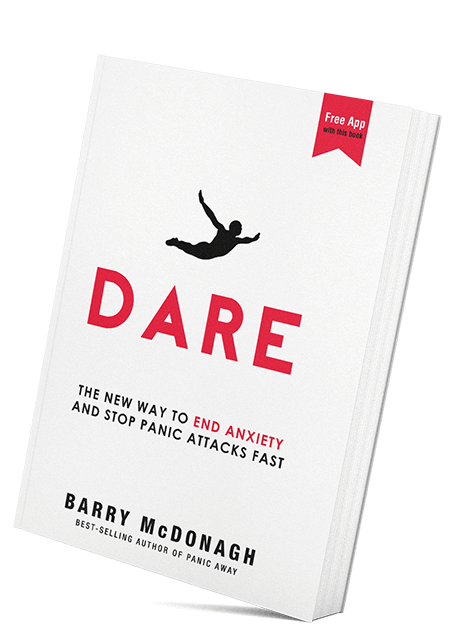 Free App
with this book
DARE
THE NEW WAY TO END ANXIETY
AND STOP PANIC ATTACKS FAST
BARRY McDONAGH
BEST-SELLING AUTHOR OF PANIC AWAY